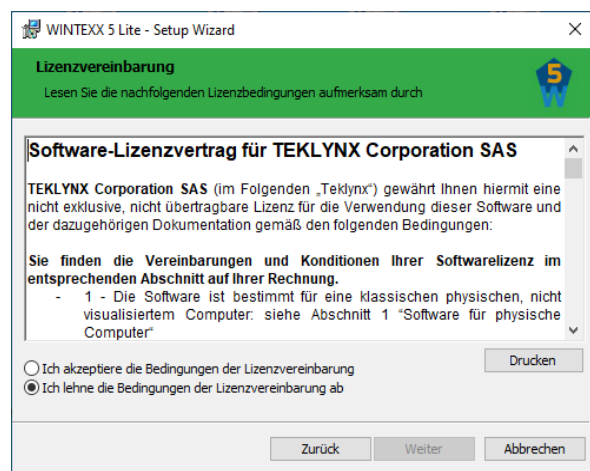 WINTEXX 5 Lite - Setup Wizard
Lizenzvereinbarung
Lesen Sie die nachfolgenden Lizenzbedingungen aufmerksam durch
5
W
Software-Lizenzvertrag für TEKLYNX Corporation SAS
TEKLYNX Corporation SAS (im Folgenden „Teklynx“) gewährt Ihnen hiermit eine
nicht exklusive, nicht übertragbare Lizenz für die Verwendung dieser Software und
der dazugehörigen Dokumentation gemäß den folgenden Bedingungen:
Sie finden die Vereinbarungen und Konditionen Ihrer Softwarelizenz im
entsprechenden Abschnitt auf Ihrer Rechnung.
- 1 - Die Software ist bestimmt für eine klassischen physischen, nicht
visualisiertem Computer: siehe Abschnitt 1 “Software für physische
Computer“
Drucken
Ich akzeptiere die Bedingungen der Lizenzvereinbarung
Ich lehne die Bedingungen der Lizenzvereinbarung ab
Zurück Weiter Abbrechen